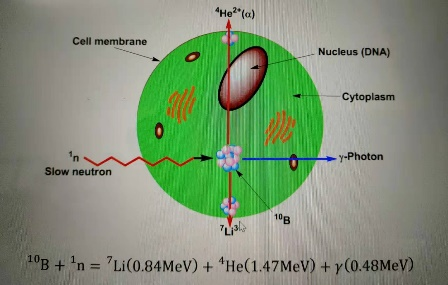 ⁴He²⁺(α)
Cell membrane
Nucleus (DNA)
Cytoplasm
¹n
Slow neutron
γ-Photon
¹⁰B
⁷Li³
¹⁰B + ¹n = ⁷Li(0.84MeV) + ⁴He(1.47MeV) + γ(0.48MeV)